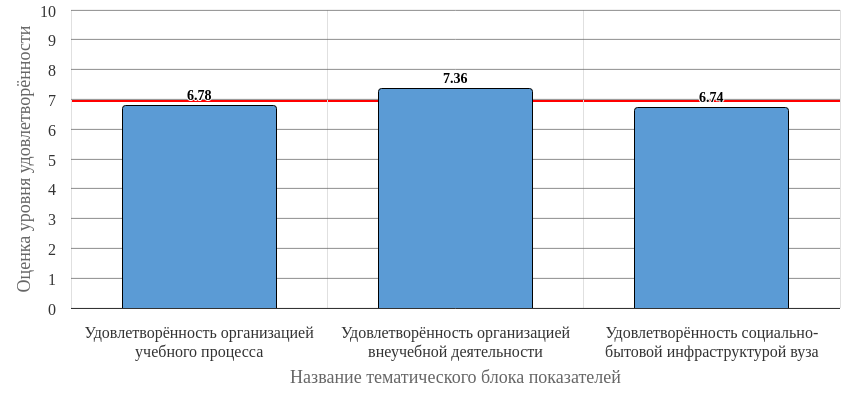 Оценка уровня удовлетворённости
10
9
8
7
6
5
4
3
2
1
0
6.78
7.36
6.74
Удовлетворённость организацией
учебного процесса
Удовлетворённость организацией
внеучебной деятельности
Удовлетворённость социально-
бытовой инфраструктурой вуза
Название тематического блока показателей